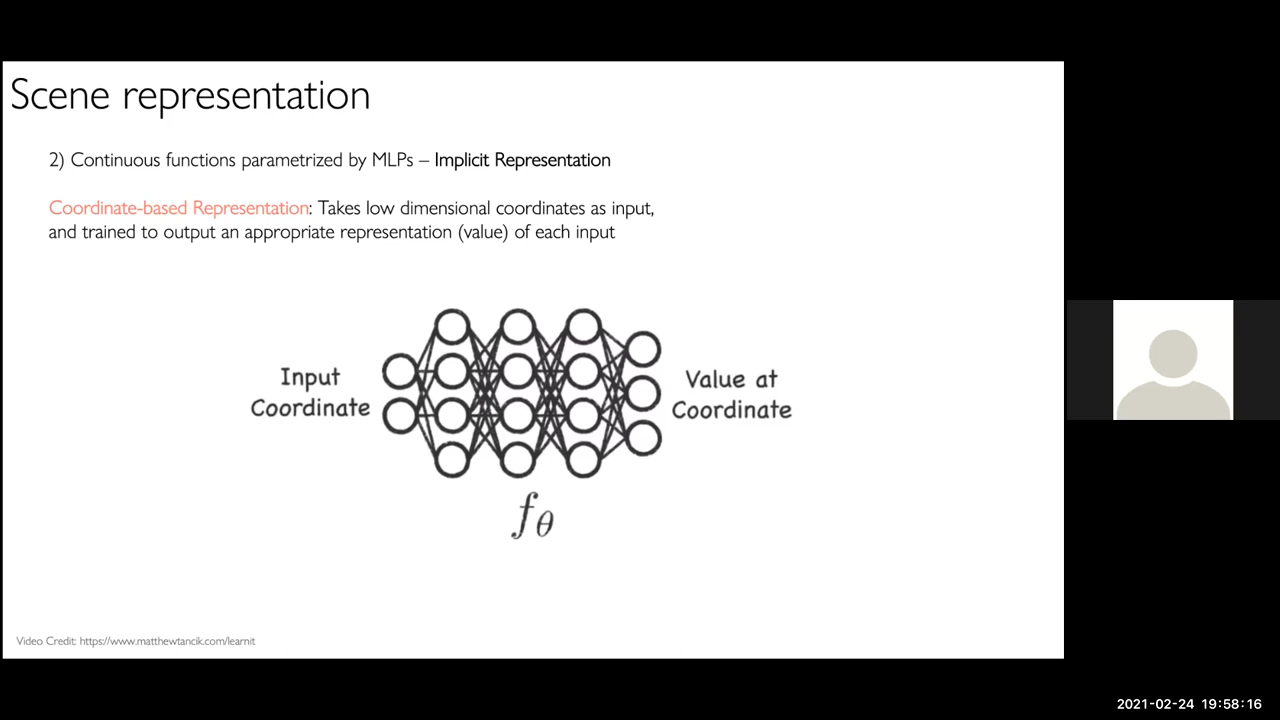 Scene representation
2) Continuous functions parametrized by MLPs – Implicit Representation
Coordinate-based Representation: Takes low dimensional coordinates as input,
and trained to output an appropriate representation (value) of each input
Input
Coordinate
Value at
Coordinate
fθ
Video Credit: https://www.matthewtancik.com/learnit
2021-02-24 19:58:16